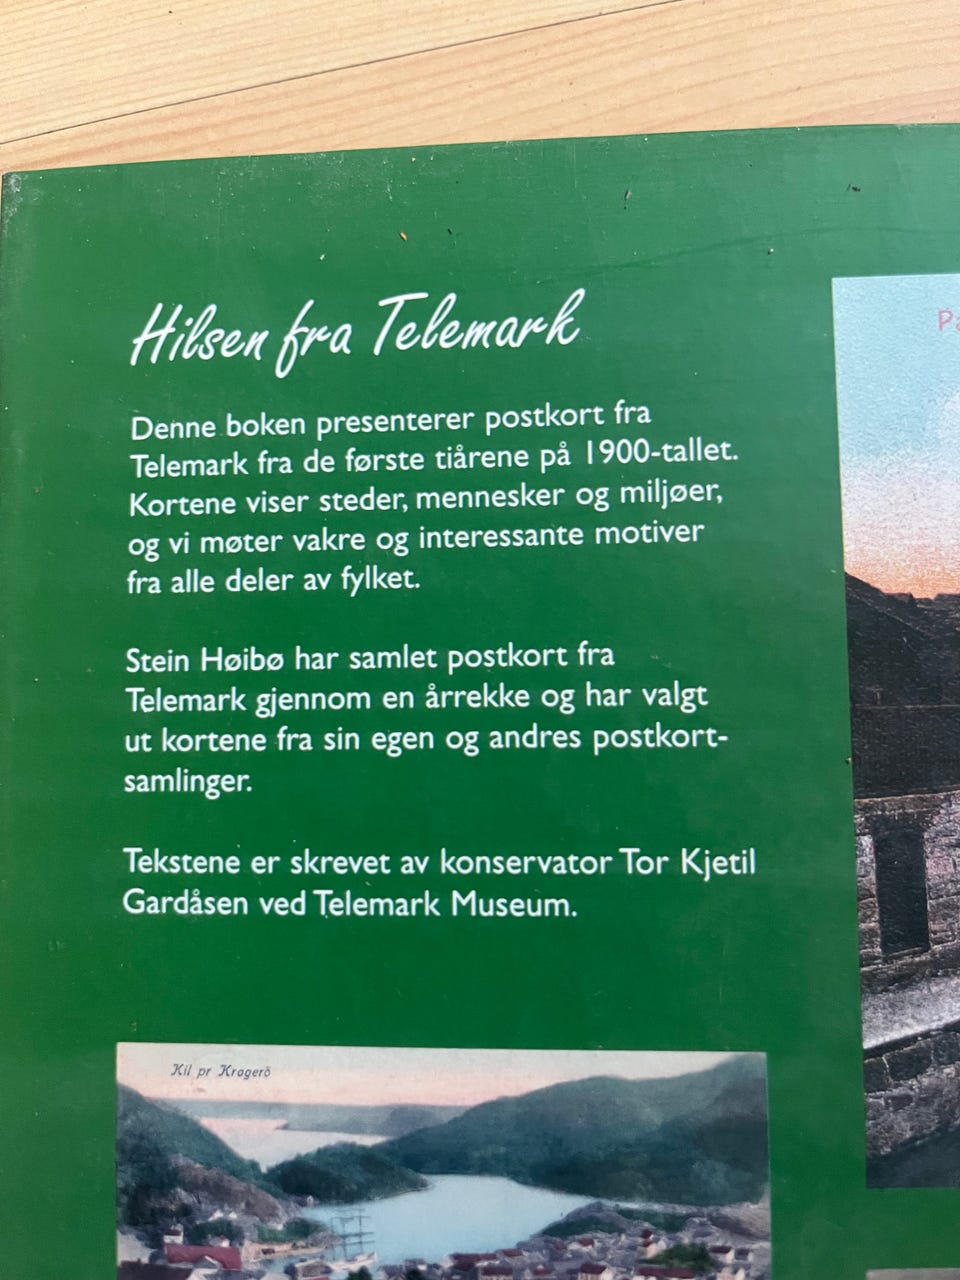 Hilsen fra Telemark
Denne boken presenterer postkort fra
Telemark fra de første tiårene på 1900-tallet.
Kortene viser steder, mennesker og miljøer,
og vi møter vakre og interessante motiver
fra alle deler av fylket.
Stein Høibø har samlet postkort fra
Telemark gjennom en årrekke og har valgt
ut kortene fra sin egen og andres postkort-
samlinger.
Tekstene er skrevet av konservator Tor Kjetil
Gardåsen ved Telemark Museum.
Kil pr Kragerö